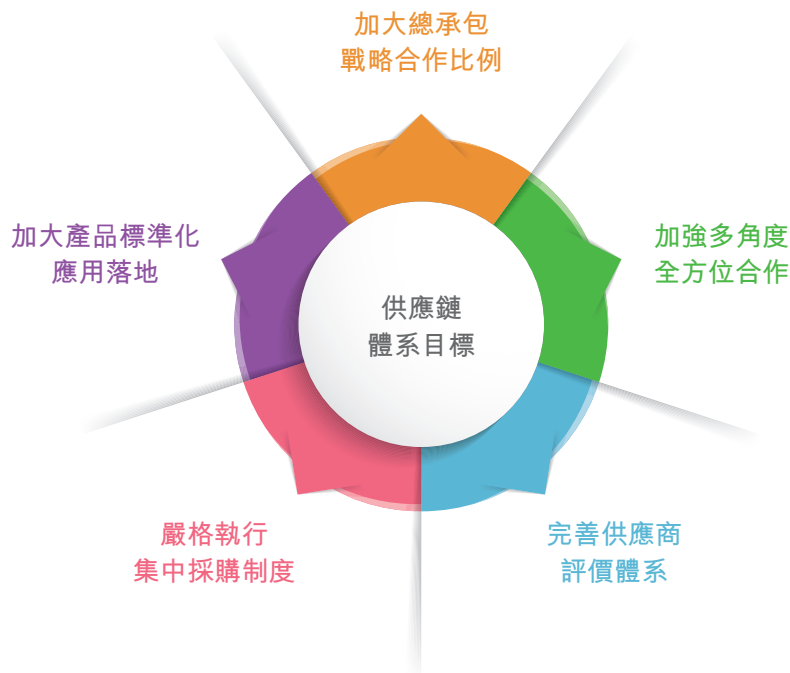 加大總承包
戰略合作比例
加大產品標準化
應用落地
加強多角度
全方位合作
供應鏈
體系目標
嚴格執行
集中採購制度
完善供應商
評價體系